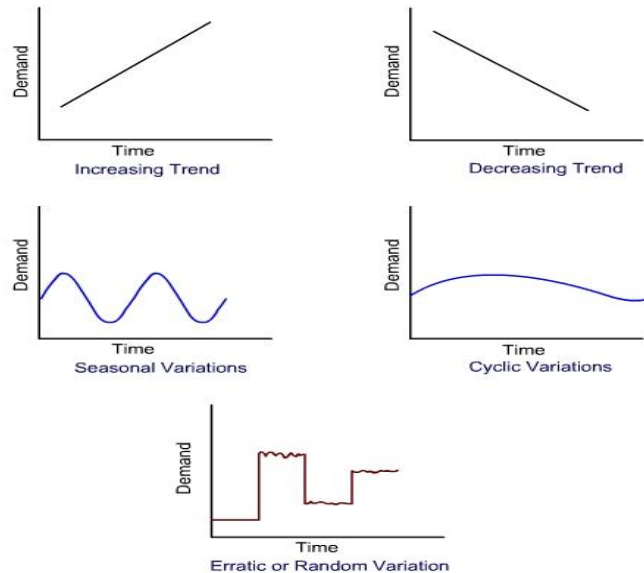 Demand
Time
Increasing Trend
Demand
Time
Decreasing Trend
Demand
Time
Seasonal Variations
Demand
Time
Cyclic Variations
Demand
Time
Erratic or Random Variation